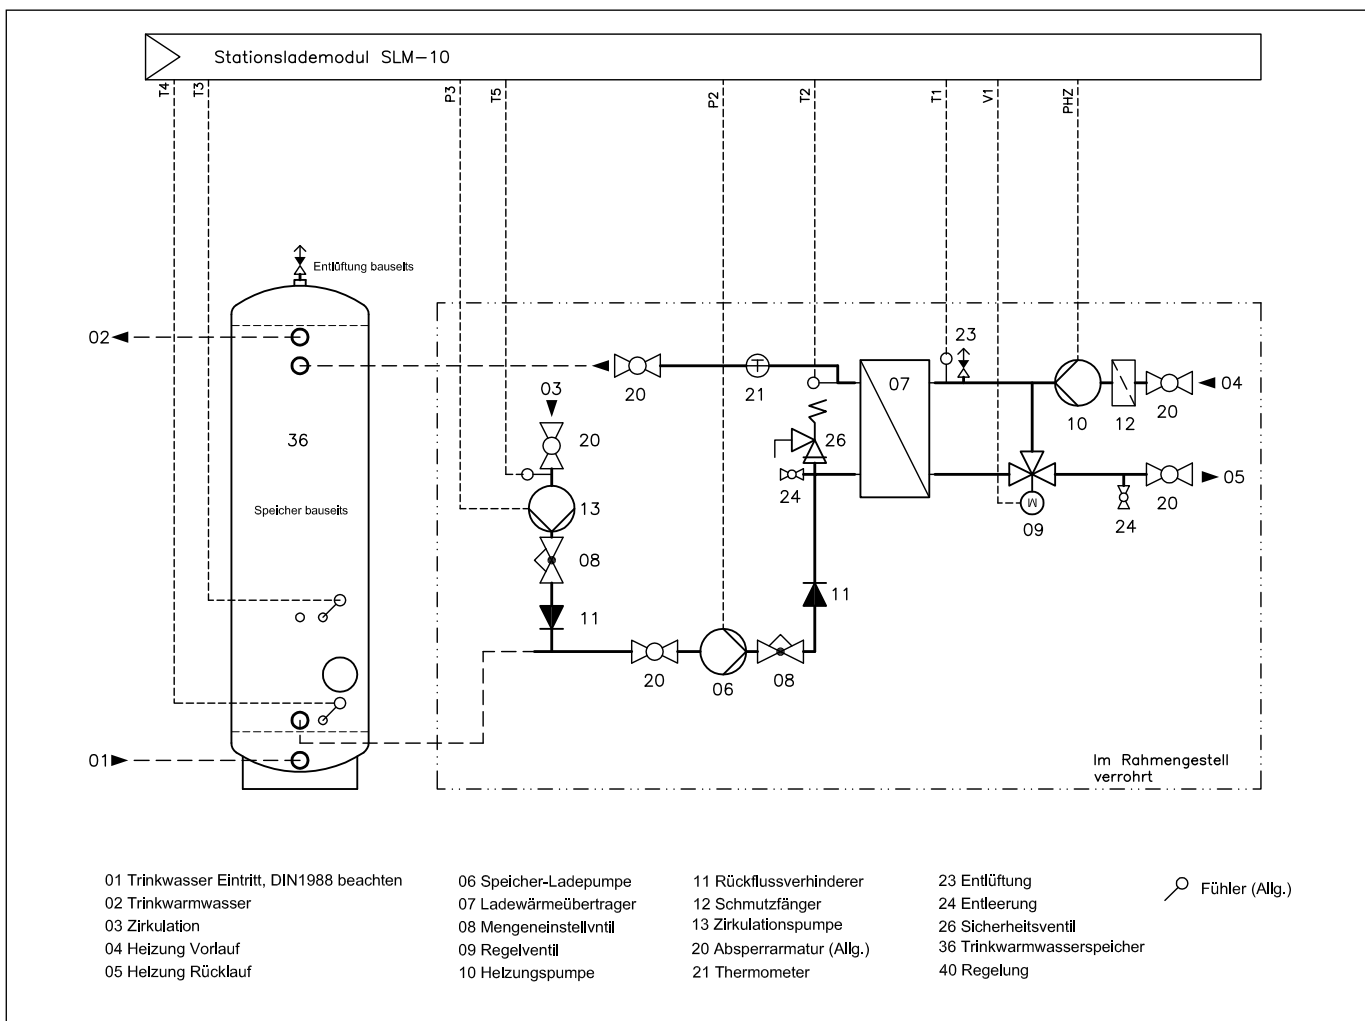 Stationslademodul SLM-10
T4
T3
P3
T5
P2
T2
T1
V1
PHZ
Entlüftung bauseits
02
03
20
21
07
23
04
20
10
12
20
36
20
26
24
05
Speicher bauseits
13
09
24
20
08
11
11
20
06
08
01
Im Rahmengestell
verrohrt
01 Trinkwasser Eintritt, DIN1988 beachten
02 Trinkwarmwasser
03 Zirkulation
04 Heizung Vorlauf
05 Heizung Rücklauf
06 Speicher-Ladepumpe
07 Ladewärmeübertrager
08 Mengeneinstellvntil
09 Regelventil
10 Heizungspumpe
11 Rückflussverhinderer
12 Schmutzfänger
13 Zirkulationspumpe
20 Absperrarmatur (Allg.)
21 Thermometer
23 Entlüftung
24 Entleerung
26 Sicherheitsventil
36 Trinkwarmwasserspeicher
40 Regelung
Fühler (Allg.)
T
M